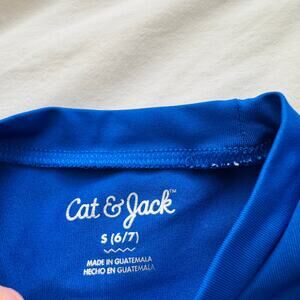 Cat & Jack™
S (6/7)
MADE IN GUATEMALA
HECHO EN GUATEMALA